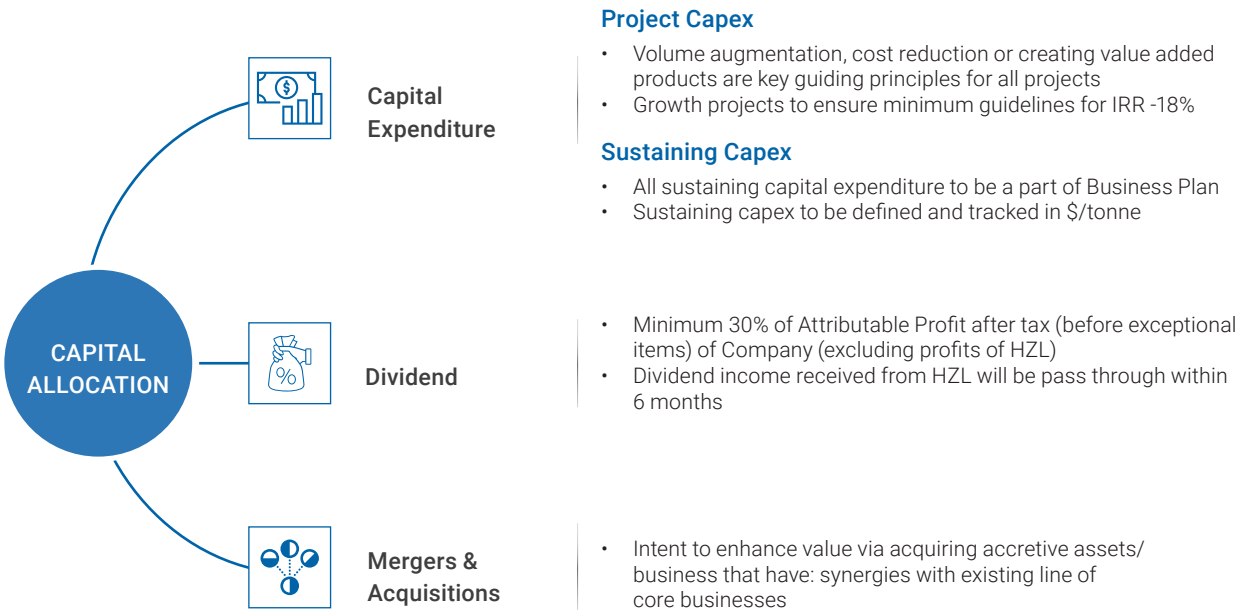 CAPITAL
ALLOCATION
Capital
Expenditure
Project Capex
• Volume augmentation, cost reduction or creating value added
products are key guiding principles for all projects
• Growth projects to ensure minimum guidelines for IRR -18%
Sustaining Capex
• All sustaining capital expenditure to be a part of Business Plan
• Sustaining capex to be defined and tracked in $/tonne
Dividend
• Minimum 30% of Attributable Profit after tax (before exceptional
items) of Company (excluding profits of HZL)
• Dividend income received from HZL will be pass through within
6 months
Mergers &
Acquisitions
• Intent to enhance value via acquiring accretive assets/
business that have: synergies with existing line of
core businesses